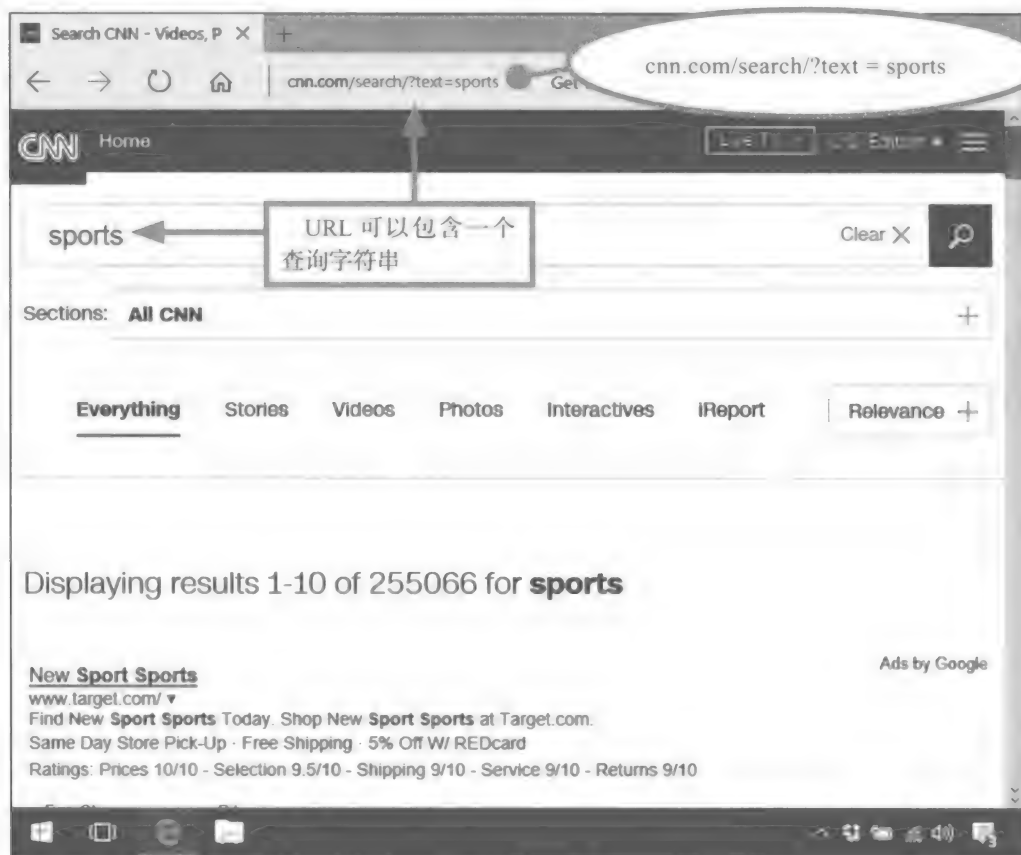 Search CNN - Videos, P
cnn.com/search/?text=sports
Get
cnn.com/search/?text = sports
CNN
Home
Edition
sports
URL 可以包含一个
查询字符串
Clear
Sections: All CNN
Everything Stories Videos Photos Interactives iReport Relevance
Displaying results 1-10 of 255066 for sports
Ads by Google
New Sport Sports
www.target.com/
Find New Sport Sports Today. Shop New Sport Sports at Target.com.
Same Day Store Pick-Up · Free Shipping · 5% Off W/ REDcard
Ratings: Prices 10/10 - Selection 9.5/10 - Shipping 9/10 - Service 9/10 - Returns 9/10
3